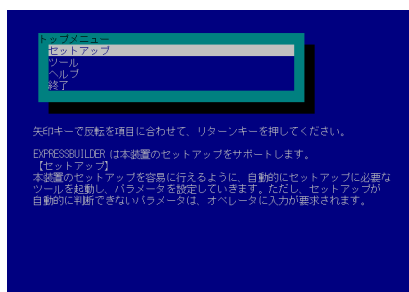 トップメニュー
セットアップ
ツール
ヘルプ
終了
矢印キーで反転を項目に合わせて、リターンキーを押してください。
EXPRESSBUILDER は本装置のセットアップをサポートします。
【セットアップ】
本装置のセットアップを容易に行えるように、自動的にセットアップに必要な
ツールを起動し、パラメータを設定していきます。ただし、セットアップが
自動的に判断できないパラメータは、オペレータに入力が要求されます。